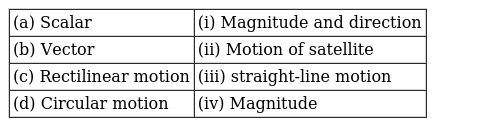 (a) Scalar (i) Magnitude and direction
(b) Vector (ii) Motion of satellite
(c) Rectilinear motion (iii) straight-line motion
(d) Circular motion (iv) Magnitude